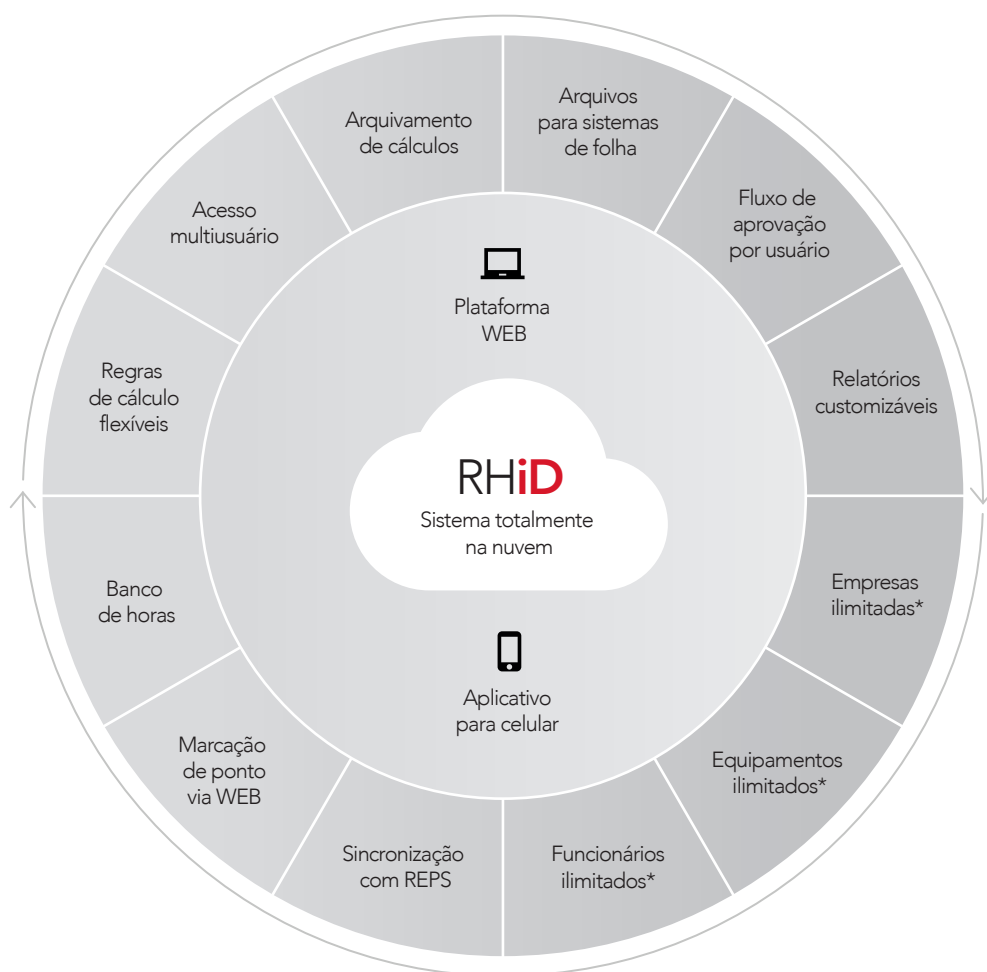 Arquivos
para sistemas
de folha
Fluxo de
aprovação
por usuário
Relatórios
customizáveis
Empresas
ilimitadas*
Equipamentos
ilimitados*
Funcionários
ilimitados*
Sincronização
com REPS
Marcação
de ponto
via WEB
Banco
de horas
Regras
de cálculo
flexíveis
Acesso
multiusuário
Arquivamento
de cálculos
Plataforma
WEB
RHiD
Sistema totalmente
na nuvem
Aplicativo
para celular